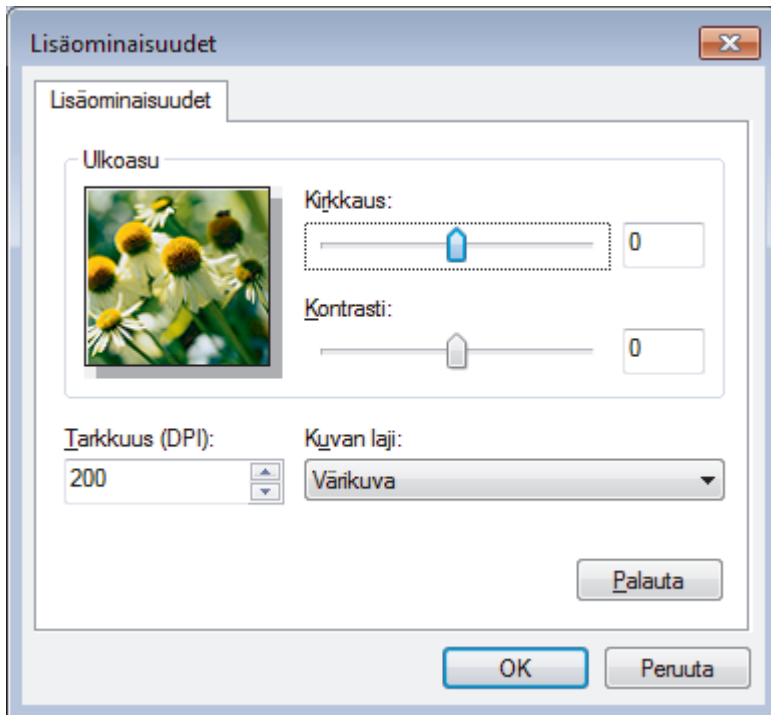 Lisäominaisuudet
Lisäominaisuudet
Ulkoasu
Kirkkaus:
0
Kontrasti:
0
Tarkkuus (DPI):
Kuvan laji:
200
Värikuva
Palauta
OK
Peruuta